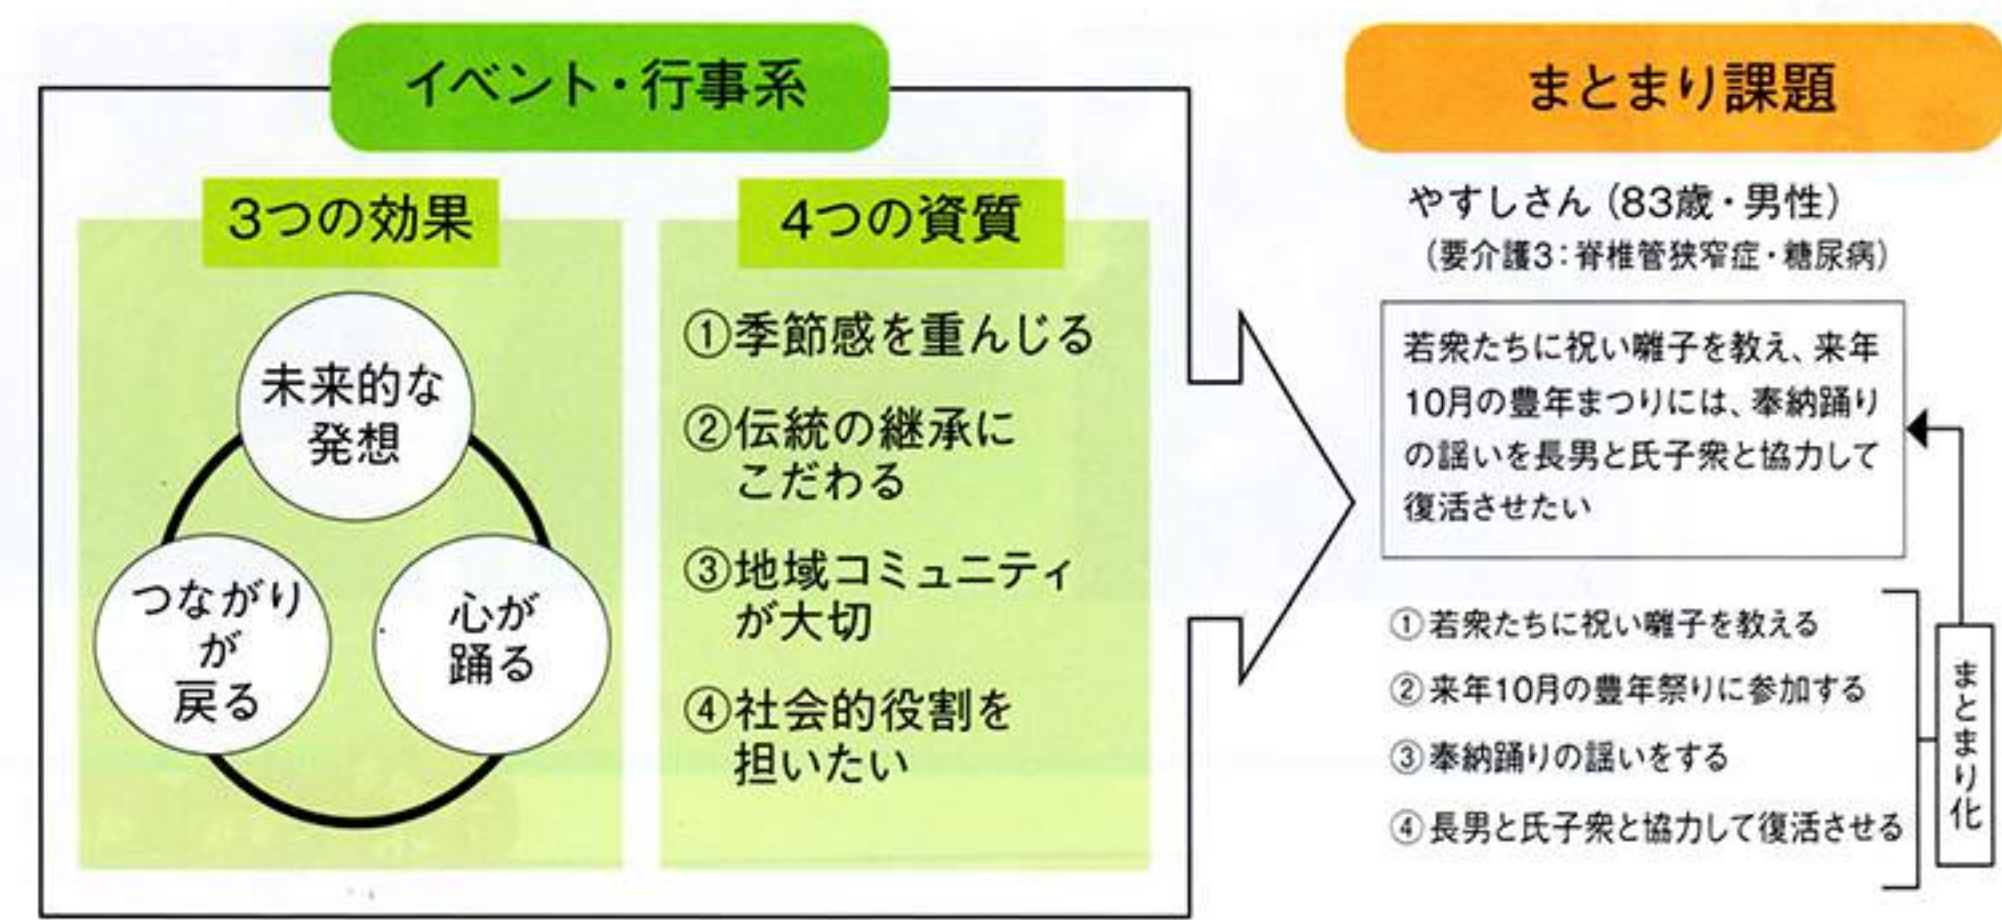 イベント・行事系
3つの効果
未来的な
発想
つながり
が
戻る
心が
踊る
4つの資質
①季節感を重んじる
②伝統の継承に
こだわる
③地域コミュニティ
が大切
④社会的役割を
担いたい
まとまり課題
やすしさん（83歳・男性）
（要介護3：脊椎管狭窄症・糖尿病）
若衆たちに祝い囃子を教え、来年
10月の豊年まつりには、奉納踊り
の謡いを長男と氏子衆と協力して
復活させたい
①若衆たちに祝い囃子を教える
②来年10月の豊年祭りに参加する
③奉納踊りの謡いをする
④長男と氏子衆と協力して復活させる
まとまり化